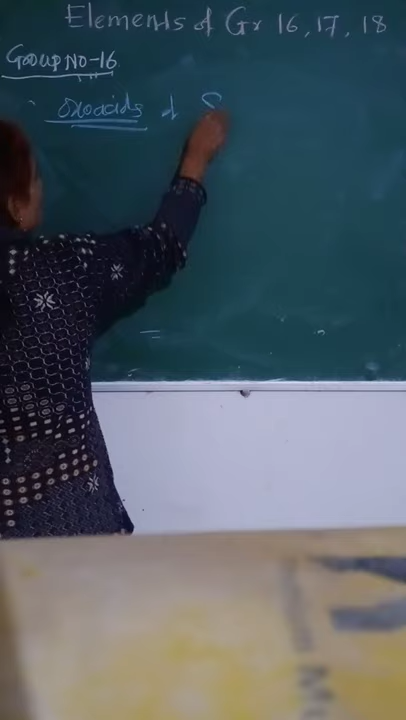 Elements of Gr 16, 17, 18
Group No-16
Oxoacids of S